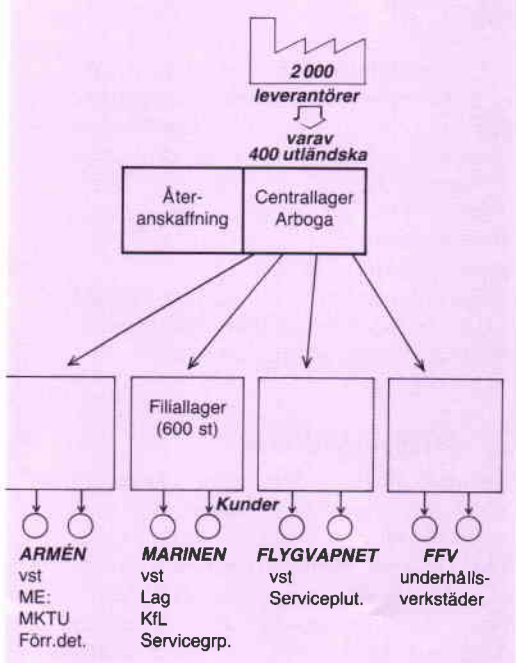 2 000
leverantörer
varav
400 utländska
Åter-
anskaffning
Centrallager
Arboga
Filiallager
(600 st)
Kunder
ARMÉN
vst
ME:
MKTU
Förr.det.
MARINEN
vst
Lag
KfL
Servicegrp.
FLYGVAPNET
vst
Serviceplut.
FFV
underhålls-
verkstäder